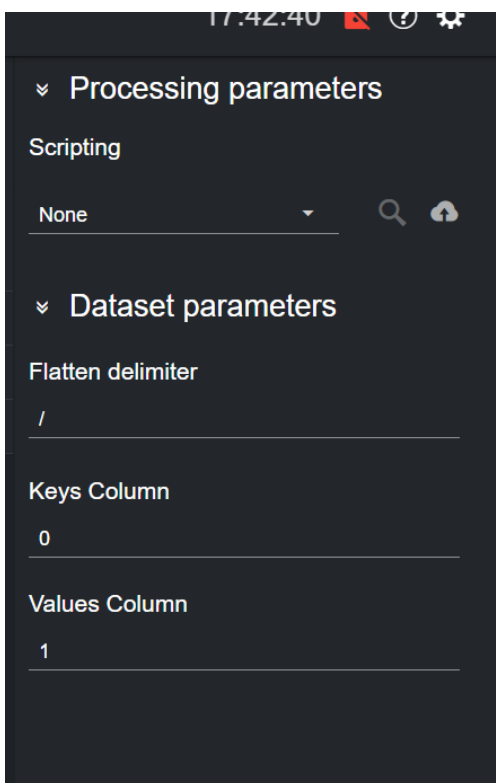 17:42:40
Processing parameters
Scripting
None
Dataset parameters
Flatten delimiter
/
Keys Column
0
Values Column
1